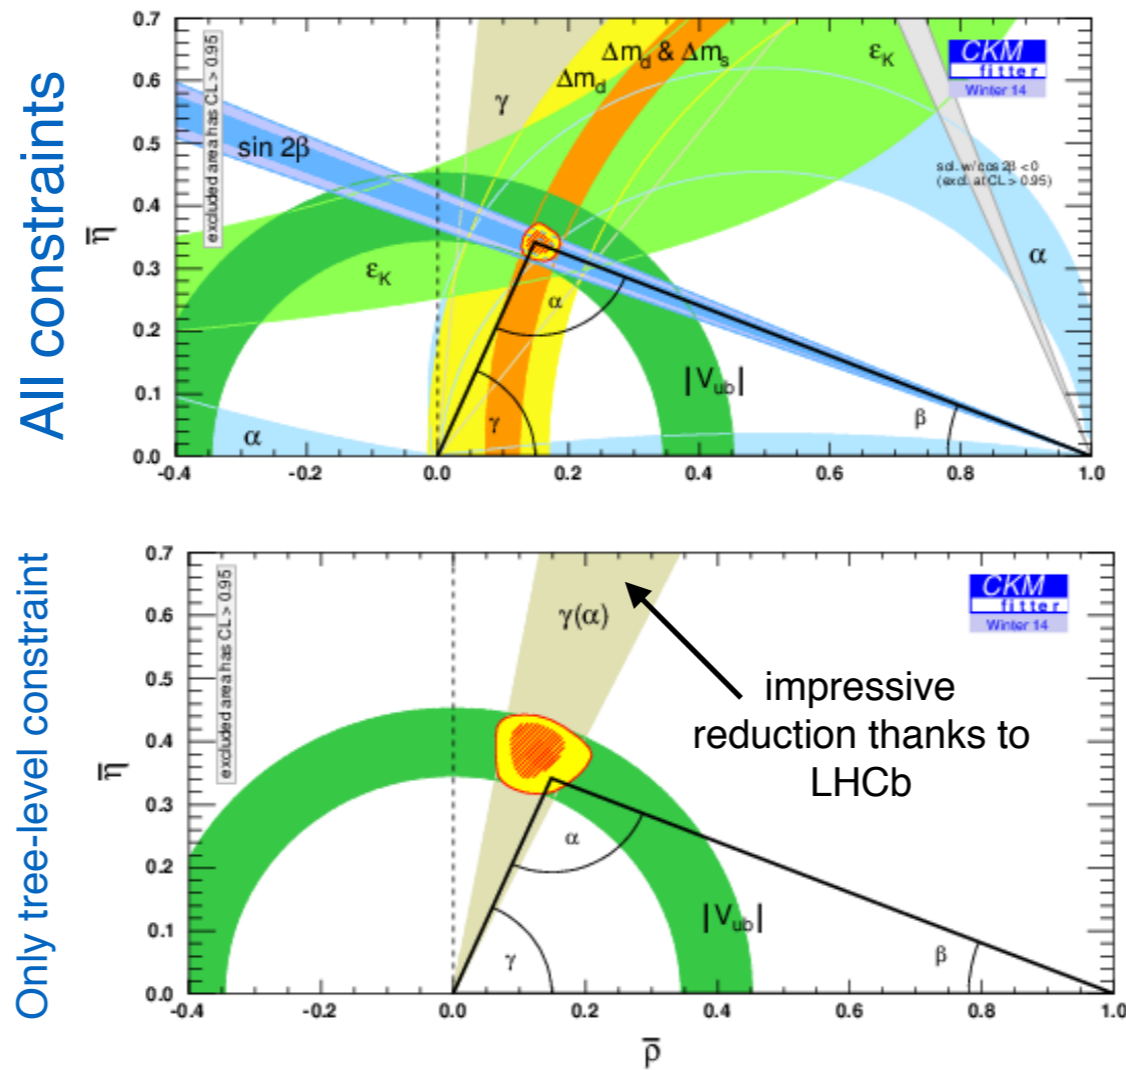 All constraints
0.7
0.6
0.5
0.4
0.3
0.2
0.1
0.0
η̄
excluded area has CL > 0.95
γ
Δm_d
Δm_d & Δm_s
ε_K
CKM
fitter
Winter 14
sin 2β
sol. w/ cos 2β < 0
(excl. at CL > 0.95)
α
ε_K
α
|V_ub|
γ
β
α
-0.4
-0.2
0.0
0.2
0.4
0.6
0.8
1.0
Only tree-level constraint
0.7
0.6
0.5
0.4
0.3
0.2
0.1
0.0
η̄
excluded area has CL > 0.95
γ(α)
CKM
fitter
Winter 14
impressive
reduction thanks to
LHCb
α
|V_ub|
γ
β
-0.4
-0.2
0.0
0.2
0.4
0.6
0.8
1.0
ρ̄